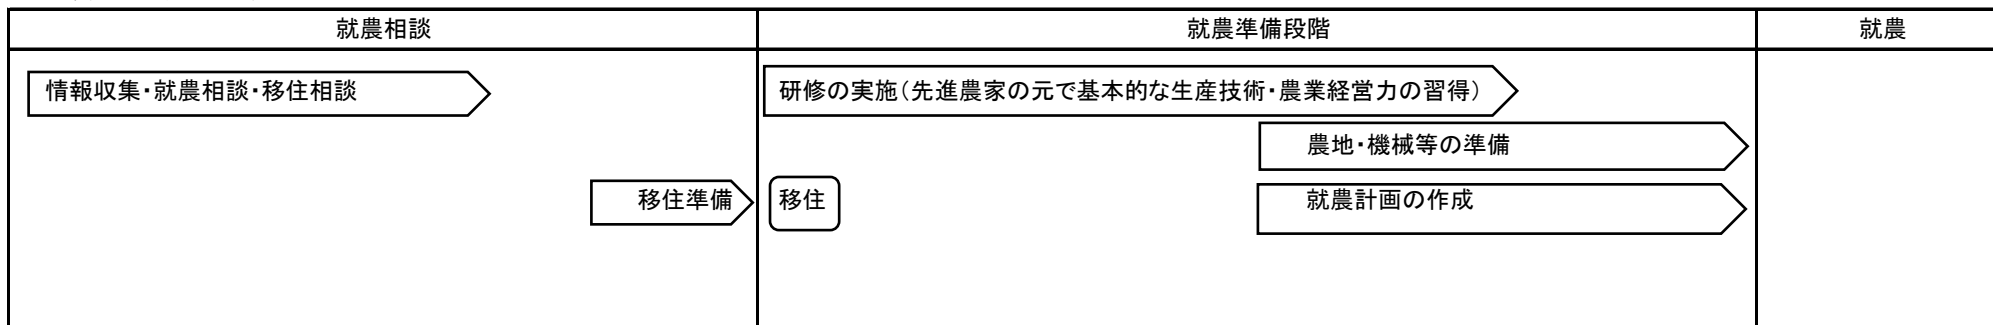 就農相談
就農準備段階
就農
情報収集・就農相談・移住相談
研修の実施(先進農家の元で基本的な生産技術・農業経営力の習得)
農地・機械等の準備
移住準備
移住
就農計画の作成